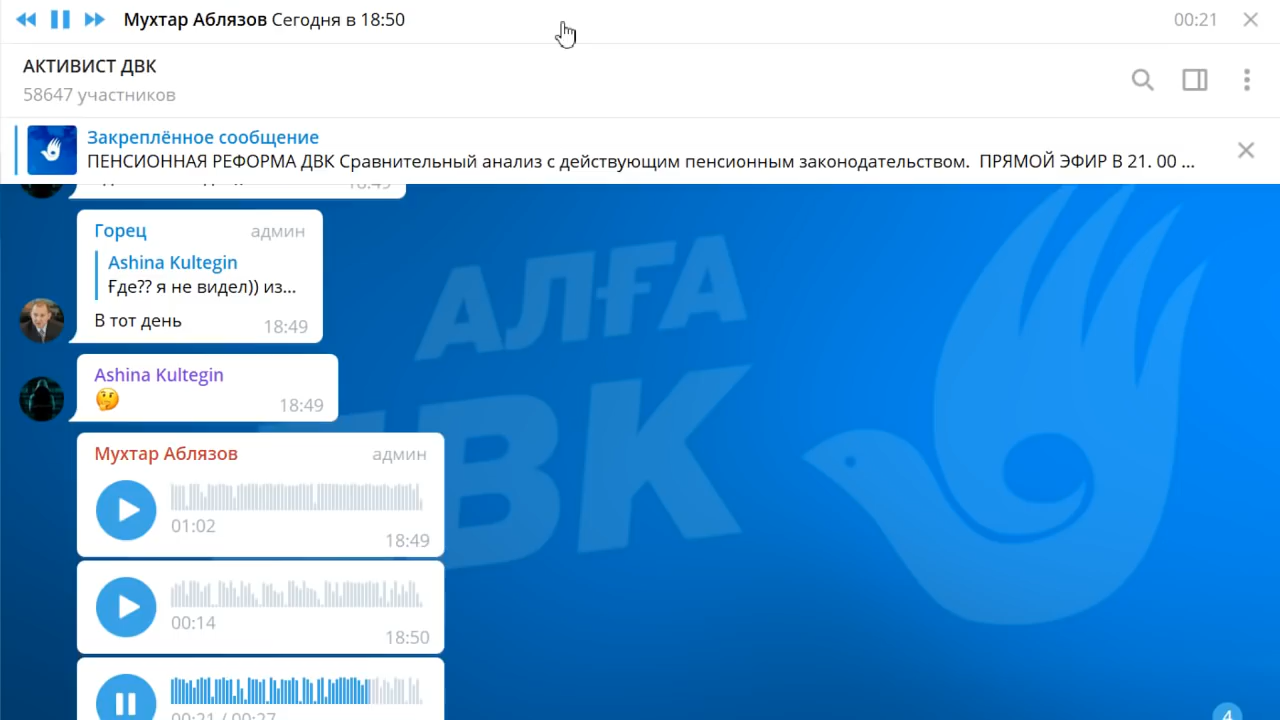 Мухтар Аблязов Сегодня в 18:50
00:21
АКТИВИСТ ДВК
58647 участников
Закреплённое сообщение
ПЕНСИОННАЯ РЕФОРМА ДВК Сравнительный анализ с действующим пенсионным законодательством. ПРЯМОЙ ЭФИР В 21. 00 ...
18:49
Горец админ
Ashina Kultegin
Ғде?? я не видел)) из...
В тот день
18:49
Ashina Kultegin
🤔
18:49
Мухтар Аблязов админ
01:02
18:49
00:14
18:50
00:21 / 00:27
4
АЛҒА
ДВК